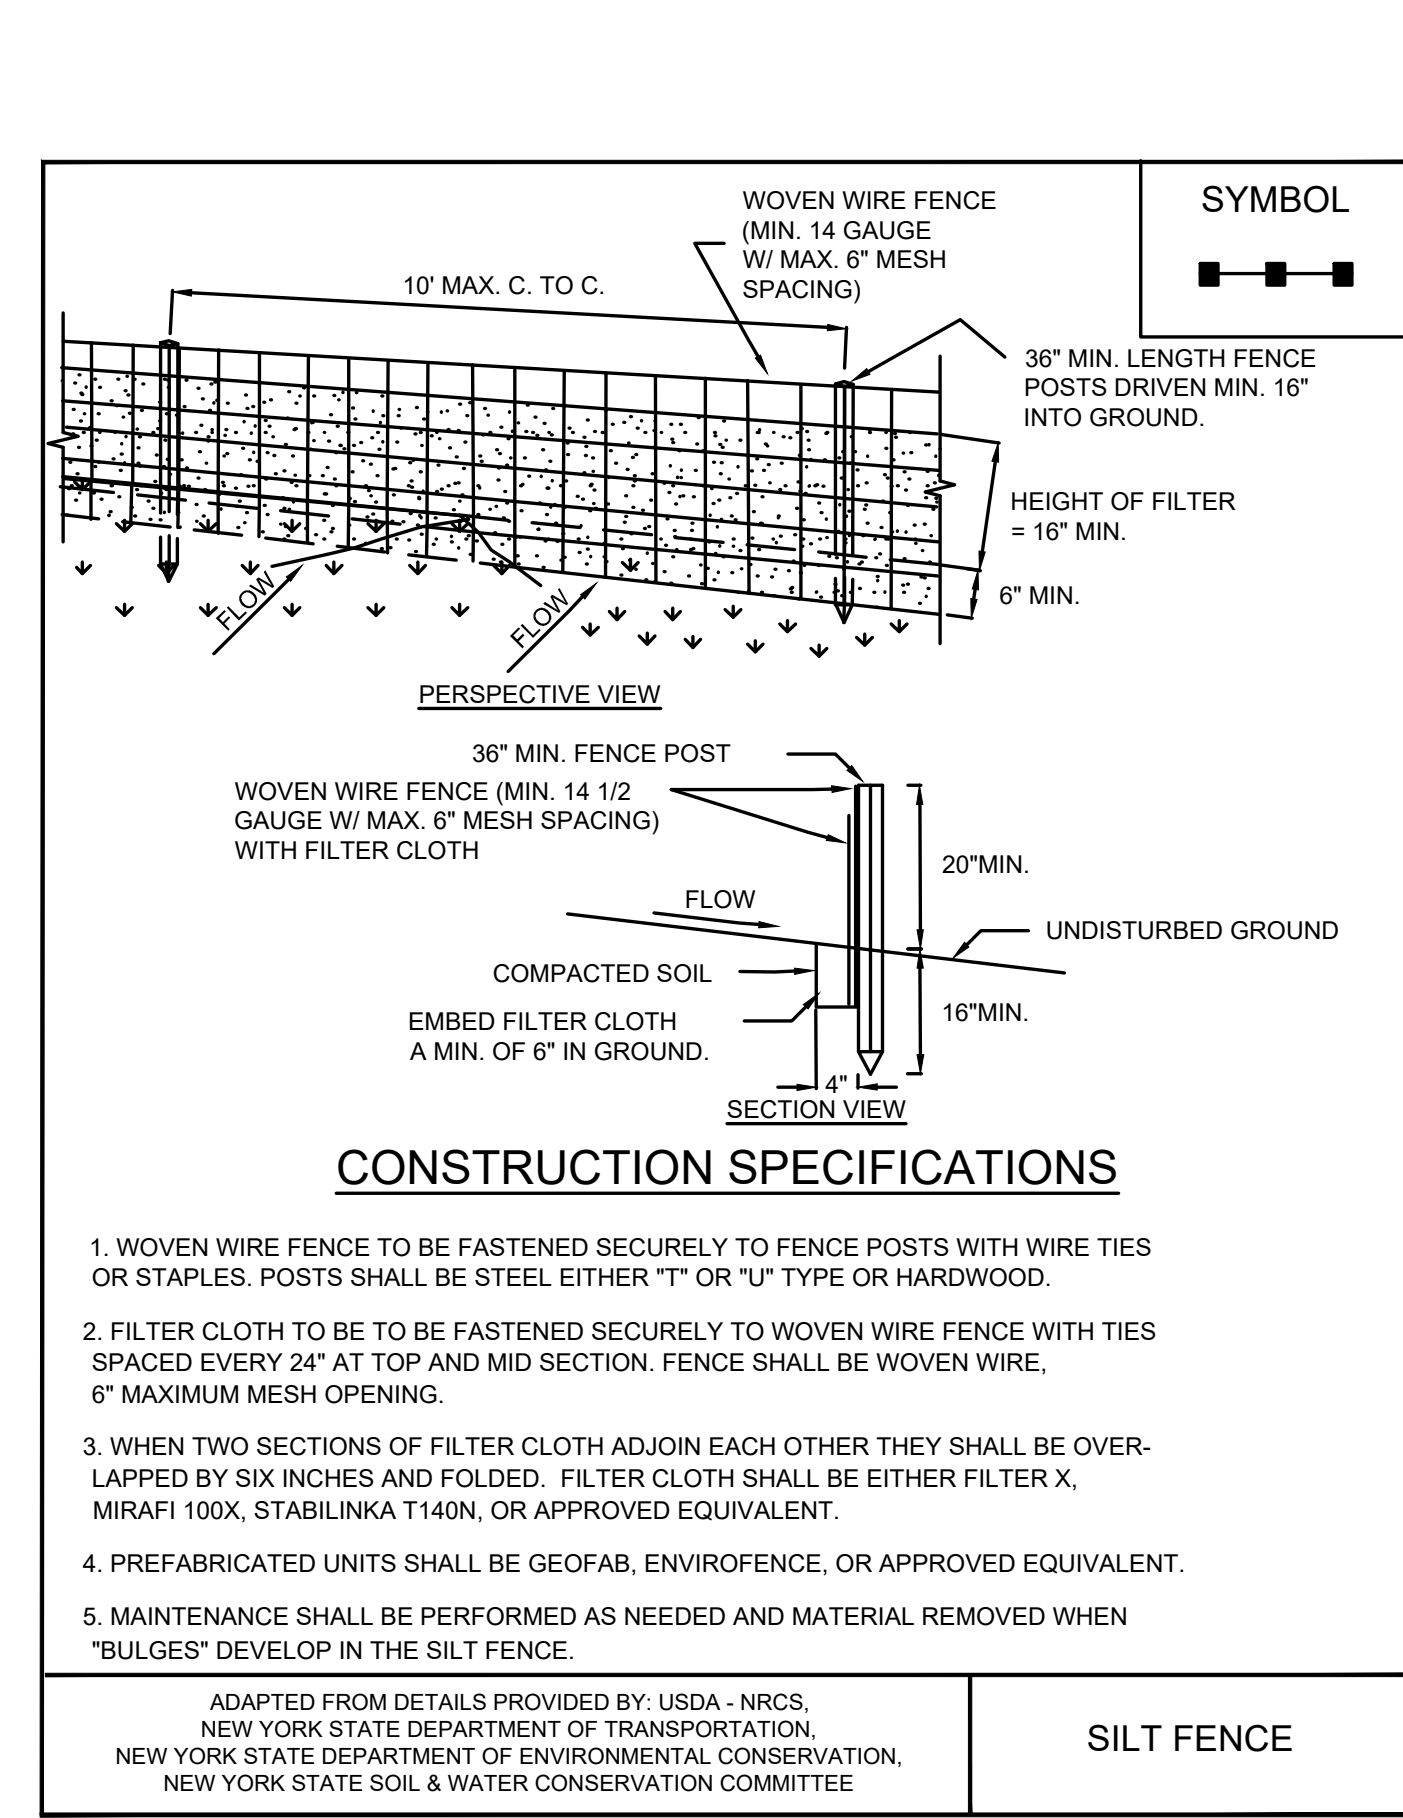 SYMBOL
WOVEN WIRE FENCE
(MIN. 14 GAUGE
W/ MAX. 6" MESH
SPACING)
10' MAX. C. TO C.
36" MIN. LENGTH FENCE
POSTS DRIVEN MIN. 16"
INTO GROUND.
HEIGHT OF FILTER
= 16" MIN.
6" MIN.
FLOW
FLOW
PERSPECTIVE VIEW
36" MIN. FENCE POST
WOVEN WIRE FENCE (MIN. 14 1/2
GAUGE W/ MAX. 6" MESH SPACING)
WITH FILTER CLOTH
20"MIN.
FLOW
UNDISTURBED GROUND
COMPACTED SOIL
16"MIN.
EMBED FILTER CLOTH
A MIN. OF 6" IN GROUND.
4"
SECTION VIEW
CONSTRUCTION SPECIFICATIONS
1. WOVEN WIRE FENCE TO BE FASTENED SECURELY TO FENCE POSTS WITH WIRE TIES
OR STAPLES. POSTS SHALL BE STEEL EITHER "T" OR "U" TYPE OR HARDWOOD.
2. FILTER CLOTH TO BE TO BE FASTENED SECURELY TO WOVEN WIRE FENCE WITH TIES
SPACED EVERY 24" AT TOP AND MID SECTION. FENCE SHALL BE WOVEN WIRE,
6" MAXIMUM MESH OPENING.
3. WHEN TWO SECTIONS OF FILTER CLOTH ADJOIN EACH OTHER THEY SHALL BE OVER-
LAPPED BY SIX INCHES AND FOLDED. FILTER CLOTH SHALL BE EITHER FILTER X,
MIRAFI 100X, STABILINKA T140N, OR APPROVED EQUIVALENT.
4. PREFABRICATED UNITS SHALL BE GEOFAB, ENVIROFENCE, OR APPROVED EQUIVALENT.
5. MAINTENANCE SHALL BE PERFORMED AS NEEDED AND MATERIAL REMOVED WHEN
"BULGES" DEVELOP IN THE SILT FENCE.
ADAPTED FROM DETAILS PROVIDED BY: USDA - NRCS,
NEW YORK STATE DEPARTMENT OF TRANSPORTATION,
NEW YORK STATE DEPARTMENT OF ENVIRONMENTAL CONSERVATION,
NEW YORK STATE SOIL & WATER CONSERVATION COMMITTEE
SILT FENCE